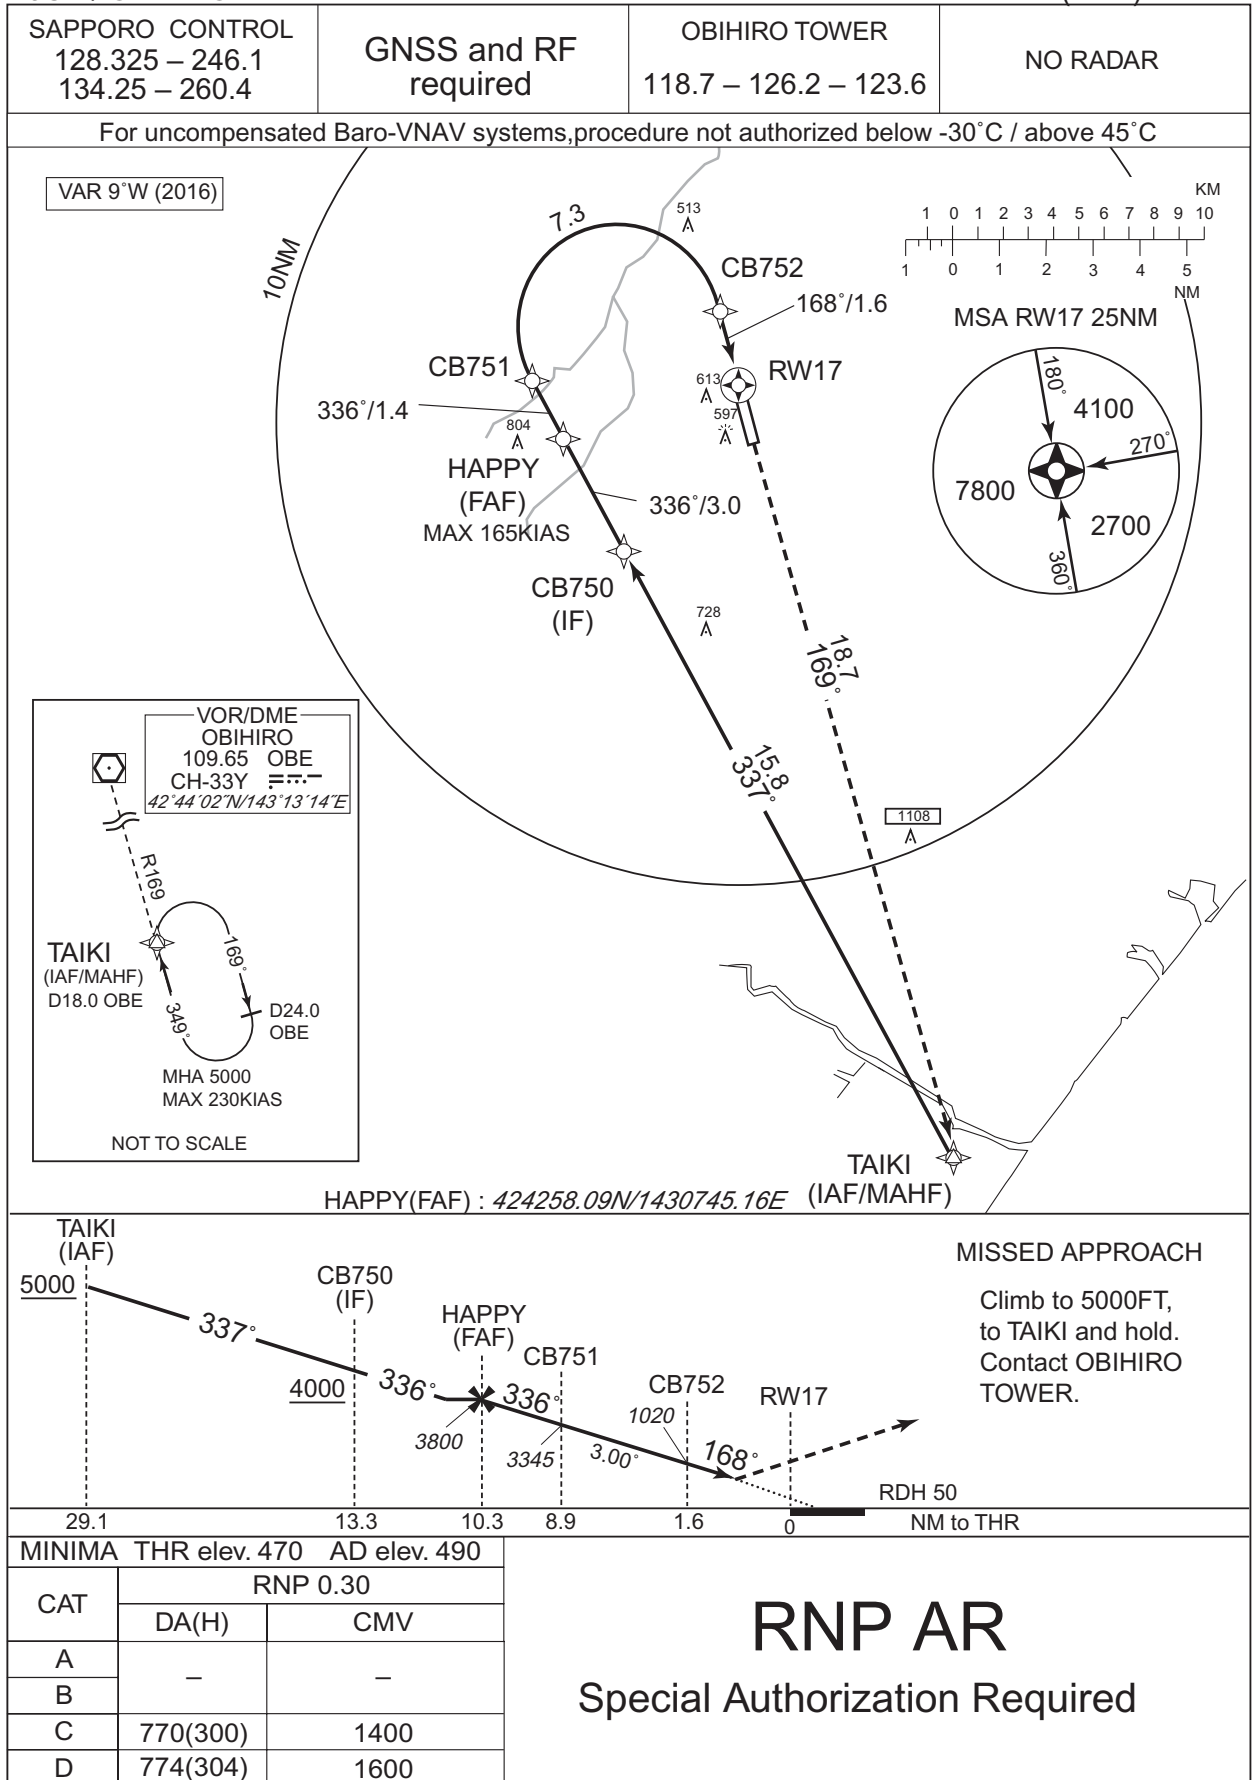 SAPPORO CONTROL
128.325 – 246.1
134.25 – 260.4
GNSS and RF
required
OBIHIRO TOWER
118.7 – 126.2 – 123.6
NO RADAR
For uncompensated Baro-VNAV systems,procedure not authorized below -30˚C / above 45˚C
VAR 9˚W (2016)
10NM
7.3
513
CB752
168˚/1.6
KM
1 0 1 2 3 4 5 6 7 8 9 10
1 0 1 2 3 4 5
NM
MSA RW17 25NM
180˚
4100
270˚
7800
2700
360˚
CB751
336˚/1.4
613
RW17
597
804
HAPPY
(FAF)
MAX 165KIAS
336˚/3.0
CB750
(IF)
728
18.7
169˚
15.8
337˚
1108
VOR/DME
OBIHIRO
109.65 OBE
CH-33Y
42˚44´02˝N/143˚13´14˝E
R169
TAIKI
(IAF/MAHF)
D18.0 OBE
169˚
349˚
D24.0
OBE
MHA 5000
MAX 230KIAS
NOT TO SCALE
TAIKI
(IAF/MAHF)
HAPPY(FAF) : 424258.09N/1430745.16E
TAIKI
(IAF)
5000
337˚
CB750
(IF)
4000
336˚
HAPPY
(FAF)
3800
336˚
CB751
3345
3.00˚
CB752
1020
168˚
RW17
RDH 50
29.1 13.3 10.3 8.9 1.6 0 NM to THR
MISSED APPROACH
Climb to 5000FT,
to TAIKI and hold.
Contact OBIHIRO
TOWER.
MINIMA THR elev. 470 AD elev. 490
CAT
RNP 0.30
DA(H) CMV
A
– –
B
C 770(300) 1400
D 774(304) 1600
RNP AR
Special Authorization Required